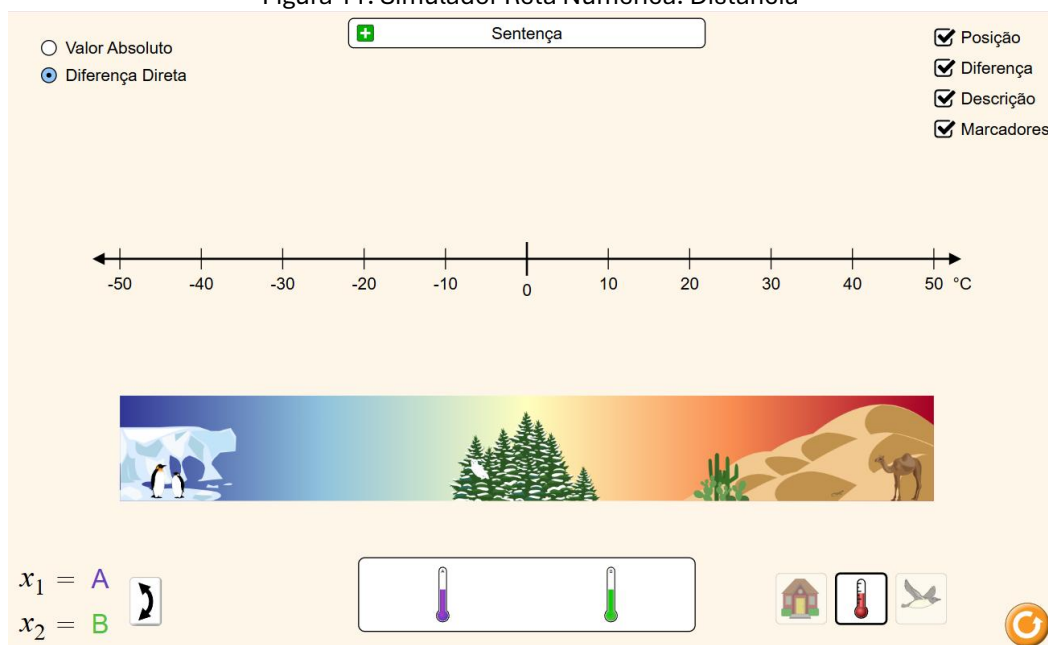 Figura 11: Simulador Reta Numérica: Distância
Valor Absoluto
Diferença Direta
Sentença
Posição
Diferença
Descrição
Marcadores
-50 -40 -30 -20 -10 0 10 20 30 40 50 °C
x₁ = A
x₂ = B